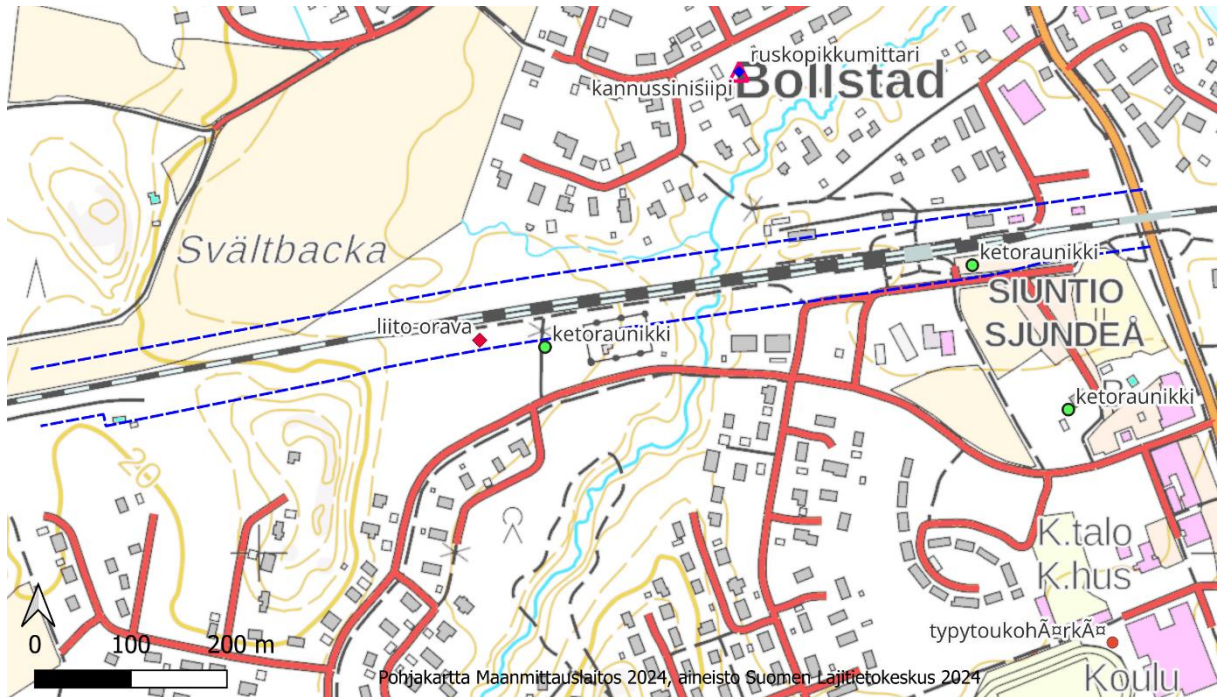 ruskopikkumittari
kannussinisiipi
Bollstad
Svältbacka
ketoraunikki
SIUNTIO
SJUNDEÅ
liito-orava
ketoraunikki
ketoraunikki
20
K.talo
K.hus
typytoukohÃ¤rkÃ¤
Koulu
0 100 200 m
Pohjakartta Maanmittauslaitos 2024, aineisto Suomen Lajitietokeskus 2024